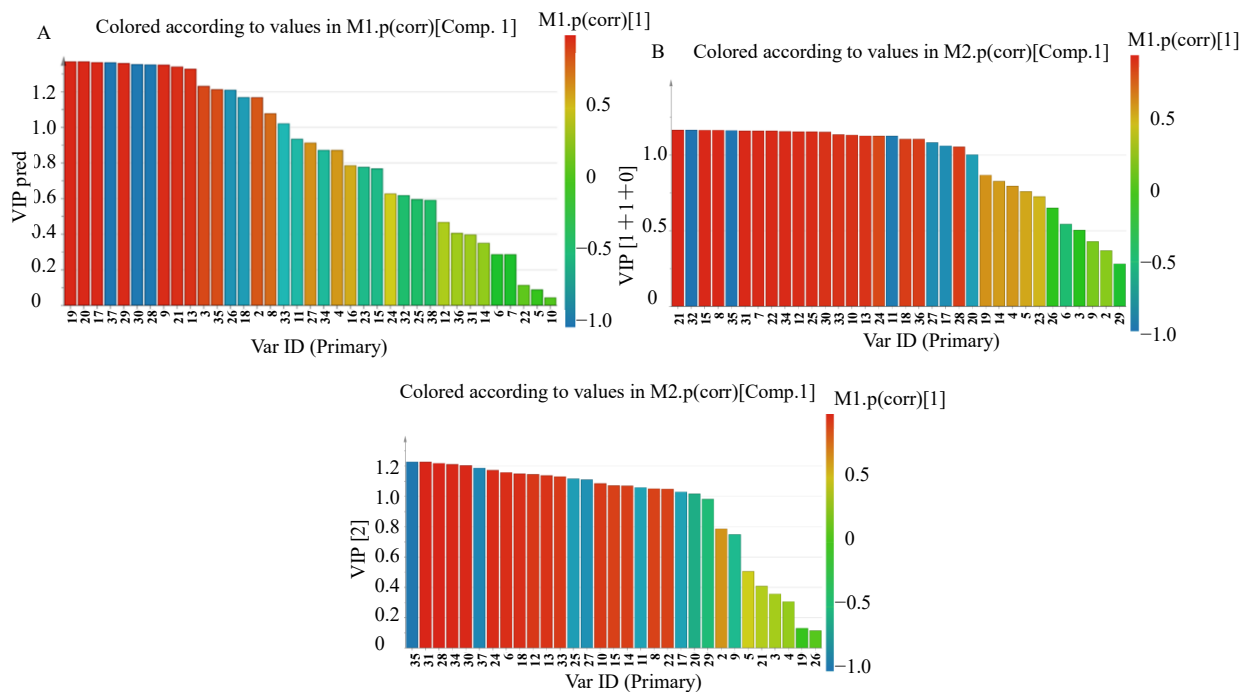 A
Colored according to values in M1.p(corr)[Comp. 1]
M1.p(corr)[1]
VIP pred
1.2
1.0
0.8
0.6
0.4
0.2
0
19 20 17 37 29 30 28 9 21 13 3 35 26 18 2 8 33 11 27 34 4 16 23 15 24 32 25 38 12 36 31 14 6 7 22 5 10
Var ID (Primary)
0.5
0
−0.5
−1.0
B
Colored according to values in M2.p(corr)[Comp.1]
M1.p(corr)[1]
VIP [1+1+0]
1.0
0.5
0
21 32 15 8 35 31 7 22 34 12 25 30 33 10 13 24 11 18 36 27 17 28 20 19 14 4 5 23 26 6 3 9 2 29
Var ID (Primary)
0.5
0
−0.5
−1.0
Colored according to values in M2.p(corr)[Comp.1]
M1.p(corr)[1]
VIP [2]
1.2
1.0
0.8
0.6
0.4
0.2
0
35 31 28 34 30 37 24 6 18 12 13 33 25 27 10 15 14 11 8 22 17 20 29 2 9 5 21 3 4 19 26
Var ID (Primary)
0.5
0
−0.5
−1.0